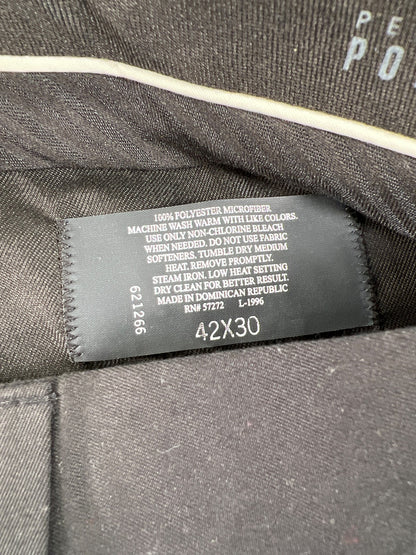 PE
PO
100% POLYESTER MICROFIBER
MACHINE WASH WARM WITH LIKE COLORS.
USE ONLY NON-CHLORINE BLEACH
WHEN NEEDED. DO NOT USE FABRIC
SOFTENERS. TUMBLE DRY MEDIUM
HEAT. REMOVE PROMPTLY.
STEAM IRON. LOW HEAT SETTING
DRY CLEAN FOR BETTER RESULT.
MADE IN DOMINICAN REPUBLIC
RN# 57272 L-1996
42X30
621266